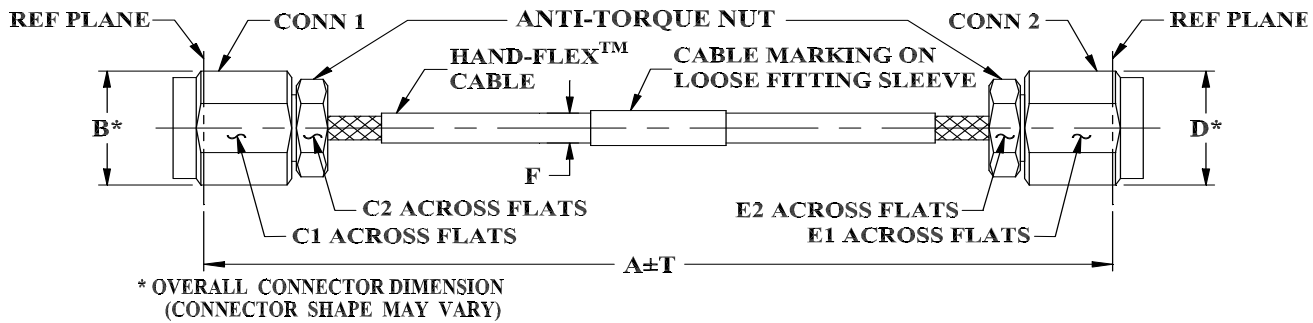 REF PLANE
CONN 1
ANTI-TORQUE NUT
CONN 2
REF PLANE
HAND-FLEX™
CABLE
CABLE MARKING ON
LOOSE FITTING SLEEVE
B*
D*
F
C2 ACROSS FLATS
E2 ACROSS FLATS
C1 ACROSS FLATS
E1 ACROSS FLATS
A±T
* OVERALL CONNECTOR DIMENSION
(CONNECTOR SHAPE MAY VARY)